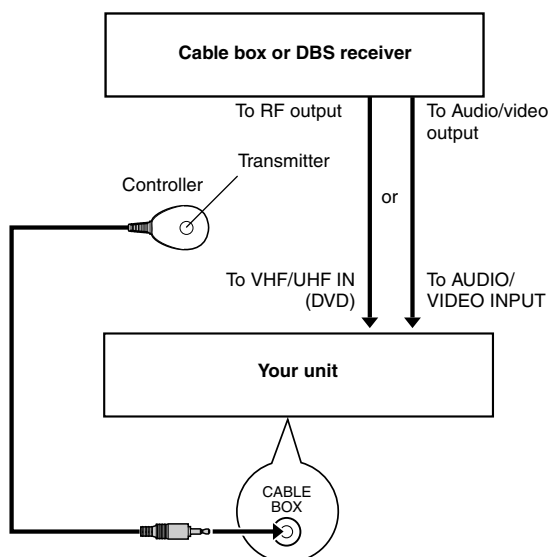 Cable box or DBS receiver
To RF output
To Audio/video
output
Transmitter
Controller
or
To VHF/UHF IN
(DVD)
To AUDIO/
VIDEO INPUT
Your unit
CABLE
BOX